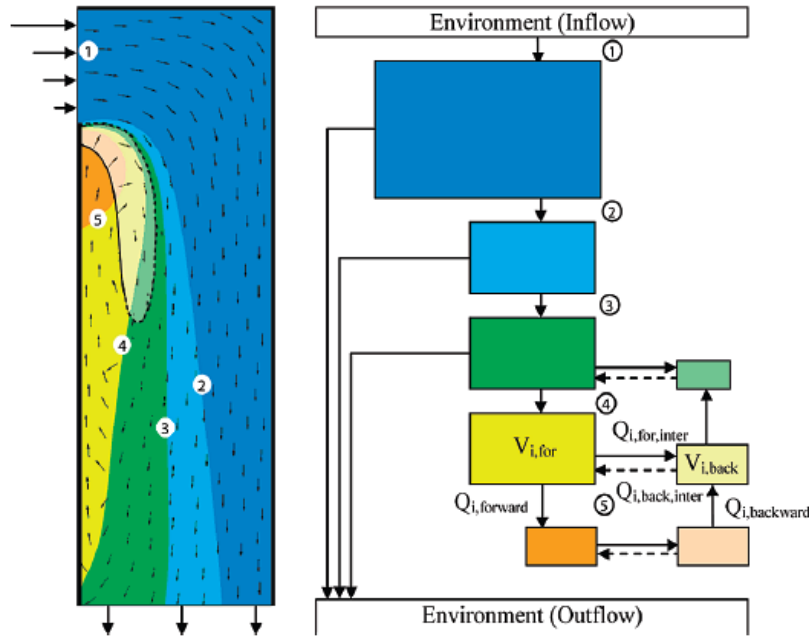 Environment (Inflow)
1
①
②
③
5
4
④
V_i,for
Q_i,for,inter
V_i,back
2
3
Q_i,forward
⑤
Q_i,back,inter
Q_i,backward
Environment (Outflow)